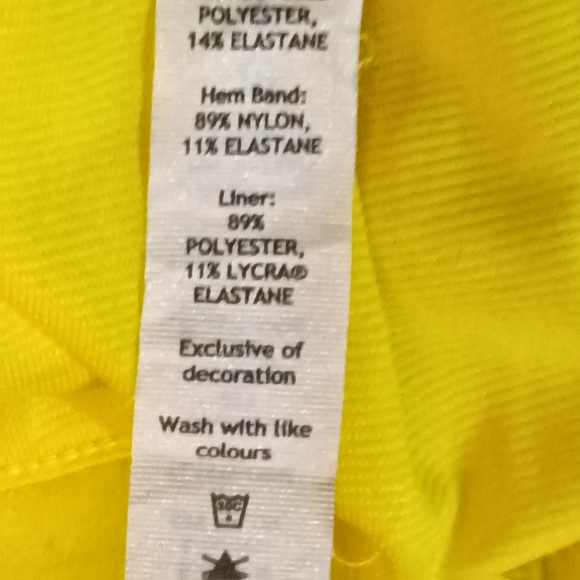 POLYESTER,
14% ELASTANE
Hem Band:
89% NYLON,
11% ELASTANE
Liner:
89%
POLYESTER,
11% LYCRA®
ELASTANE
Exclusive of
decoration
Wash with like
colours
30C